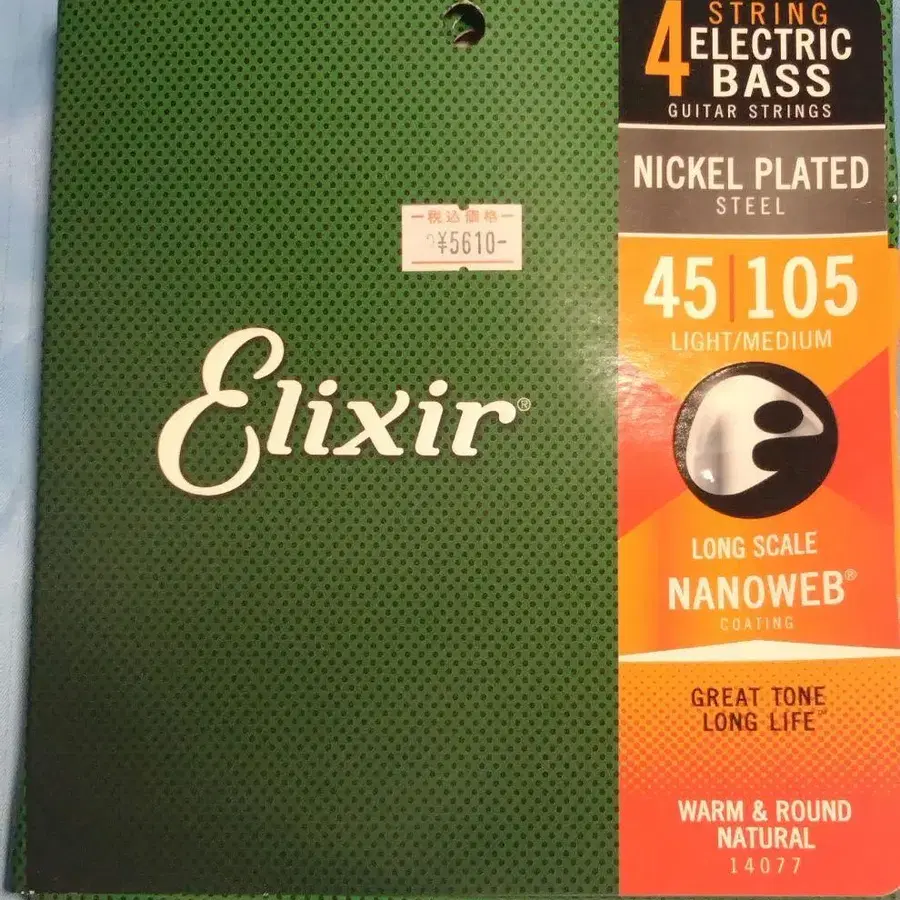 4 STRING
ELECTRIC
BASS
GUITAR STRINGS
NICKEL PLATED
STEEL
税込価格
¥5610-
45|105
LIGHT/MEDIUM
Elixir®
LONG SCALE
NANOWEB®
COATING
GREAT TONE
LONG LIFE™
WARM & ROUND
NATURAL
14077